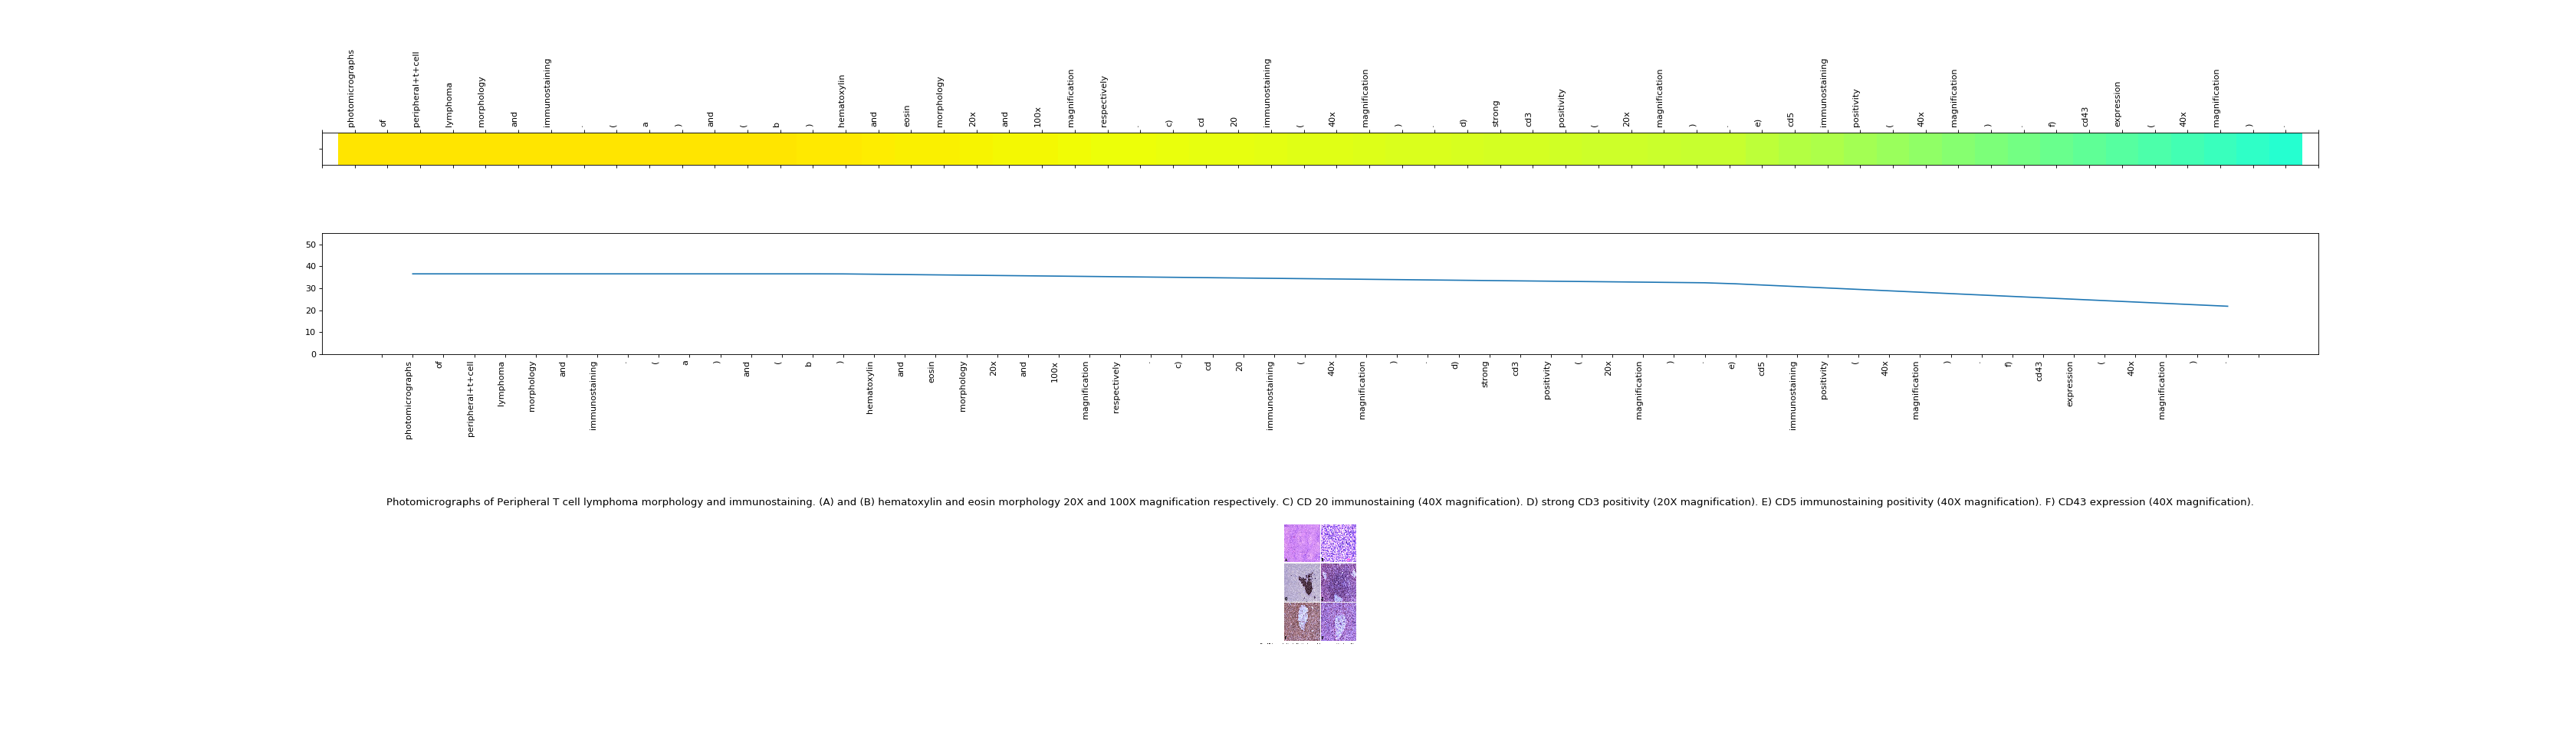 photomicrographs of peripheral+t+cell lymphoma morphology and immunostaining . ( a ) and ( b ) hematoxylin and eosin morphology 20x and 100x magnification respectively . c) cd 20 immunostaining ( 40x magnification ) . d) strong cd3 positivity ( 20x magnification ) . e) cd5 immunostaining positivity ( 40x magnification ) . f) cd43 expression ( 40x magnification ) .
50
40
30
20
10
0
photomicrographs of peripheral+t+cell lymphoma morphology and immunostaining . ( a ) and ( b ) hematoxylin and eosin morphology 20x and 100x magnification respectively . c) cd 20 immunostaining ( 40x magnification ) . d) strong cd3 positivity ( 20x magnification ) . e) cd5 immunostaining positivity ( 40x magnification ) . f) cd43 expression ( 40x magnification ) .
Photomicrographs of Peripheral T cell lymphoma morphology and immunostaining. (A) and (B) hematoxylin and eosin morphology 20X and 100X magnification respectively. C) CD 20 immunostaining (40X magnification). D) strong CD3 positivity (20X magnification). E) CD5 immunostaining positivity (40X magnification). F) CD43 expression (40X magnification).